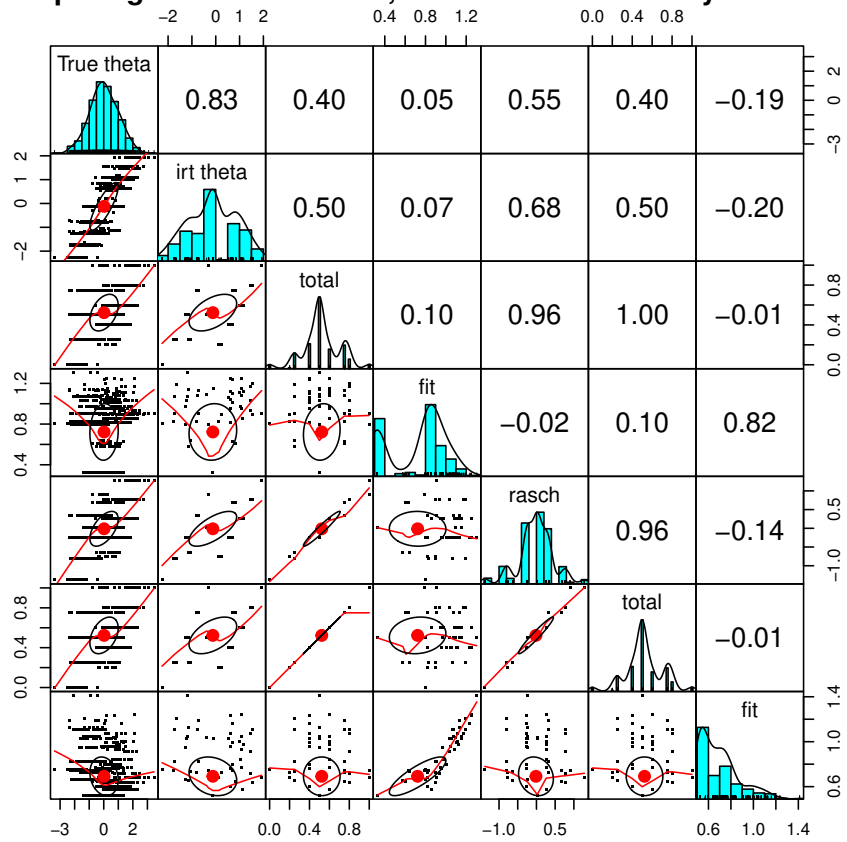 −2 0 1 2 0.4 0.8 1.2 0.0 0.4 0.8
True theta 0.83 0.40 0.05 0.55 0.40 −0.19 −3 0 2
−2 0 1 2 irt theta 0.50 0.07 0.68 0.50 −0.20
total 0.10 0.96 1.00 −0.01 0.0 0.4 0.8
0.4 0.8 1.2 fit −0.02 0.10 0.82
rasch 0.96 −0.14 −1.0 0.5
0.0 0.4 0.8 total −0.01
fit 0.6 1.0 1.4
−3 0 2 0.0 0.4 0.8 −1.0 0.5 0.6 1.0 1.4